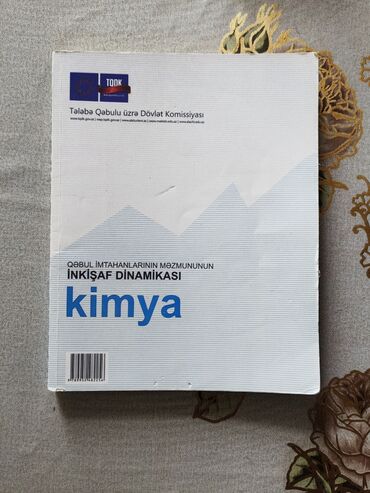 TQDK
Tələbə Qəbulu üzrə Dövlət Komissiyası
QƏBUL İMTAHANLARININ MƏZMUNUNUN
İNKİŞAF DİNAMİKASI
kimya